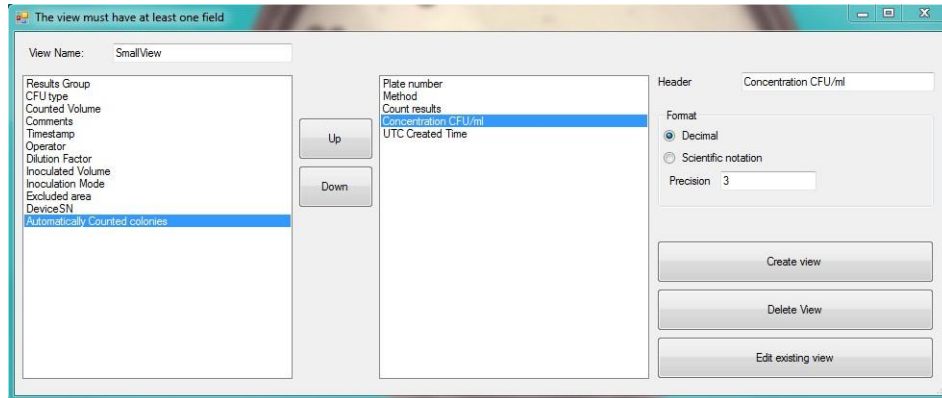 The view must have at least one field
View Name:
SmallView
Results Group
CFU type
Counted Volume
Comments
Timestamp
Operator
Dilution Factor
Inoculated Volume
Inoculation Mode
Excluded area
DeviceSN
Automatically Counted colonies
Up
Down
Plate number
Method
Count results
Concentration CFU/ml
UTC Created Time
Header
Concentration CFU/ml
Format
Decimal
Scientific notation
Precision
3
Create view
Delete View
Edit existing view